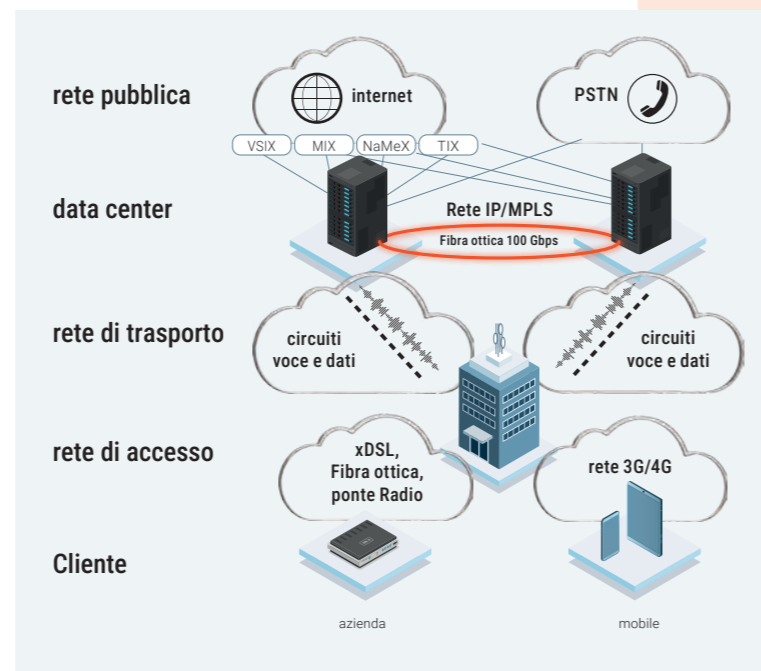 rete pubblica
internet
PSTN
VSIX
MIX
NaMeX
TIX
data center
Rete IP/MPLS
Fibra ottica 100 Gbps
rete di trasporto
circuiti
voce e dati
circuiti
voce e dati
rete di accesso
xDSL,
Fibra ottica,
ponte Radio
rete 3G/4G
Cliente
azienda
mobile